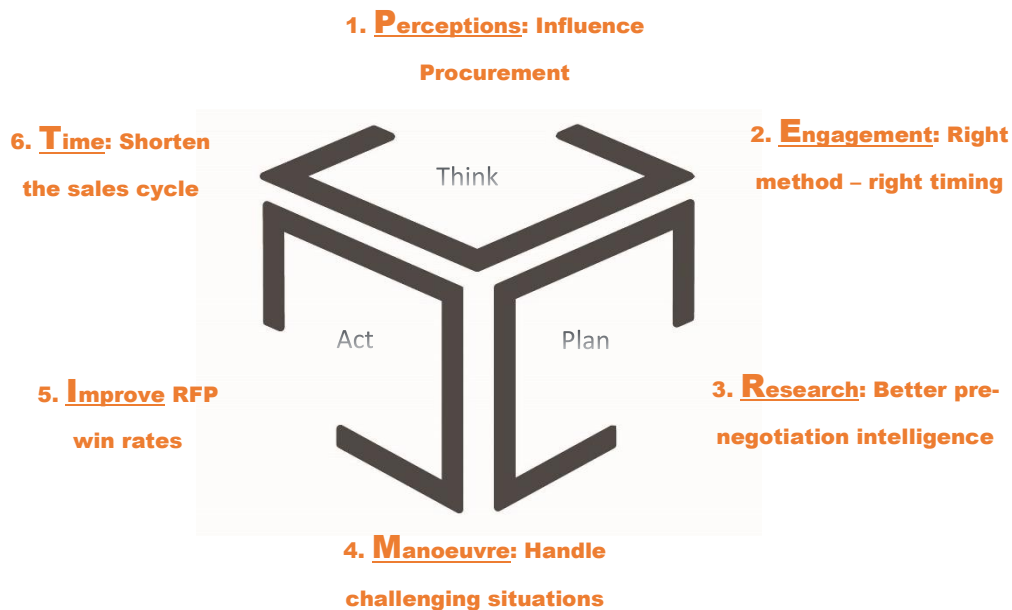 1. Perceptions: Influence
Procurement
6. Time: Shorten
the sales cycle
2. Engagement: Right
method – right timing
Think
Act
Plan
5. Improve RFP
win rates
3. Research: Better pre-
negotiation intelligence
4. Manoeuvre: Handle
challenging situations